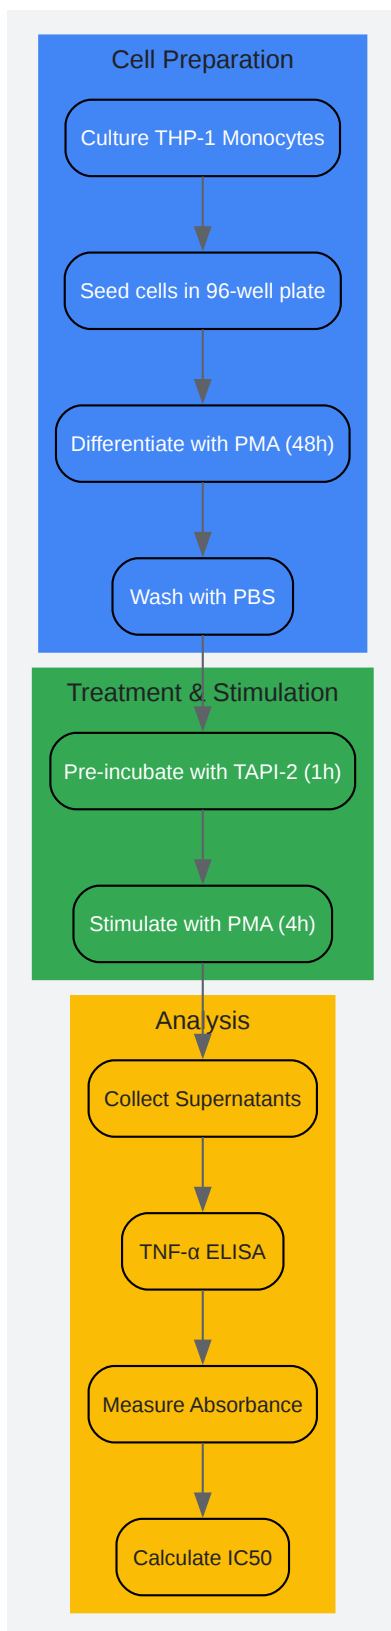 Cell Preparation
Culture THP-1 Monocytes
Seed cells in 96-well plate
Differentiate with PMA (48h)
Wash with PBS
Treatment & Stimulation
Pre-incubate with TAPI-2 (1h)
Stimulate with PMA (4h)
Analysis
Collect Supernatants
TNF-α ELISA
Measure Absorbance
Calculate IC50